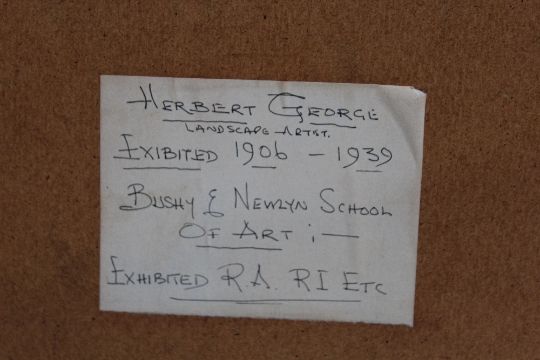 HERBERT GEORGE
LANDSCAPE ARTIST.
EXIBITED 1906 - 1939
BUSHY & NEWLYN SCHOOL
OF ART ; —
EXHIBITED R.A. RI ETC